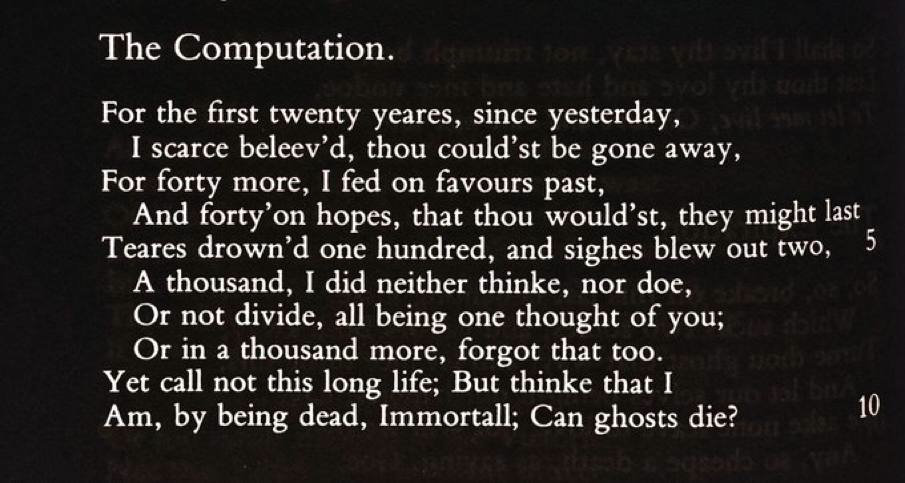 The Computation.
For the first twenty yeares, since yesterday,
I scarce beleev'd, thou could'st be gone away,
For forty more, I fed on favours past,
And forty'on hopes, that thou would'st, they might last
Teares drown'd one hundred, and sighes blew out two, 5
A thousand, I did neither thinke, nor doe,
Or not divide, all being one thought of you;
Or in a thousand more, forgot that too.
Yet call not this long life; But thinke that I
Am, by being dead, Immortall; Can ghosts die? 10